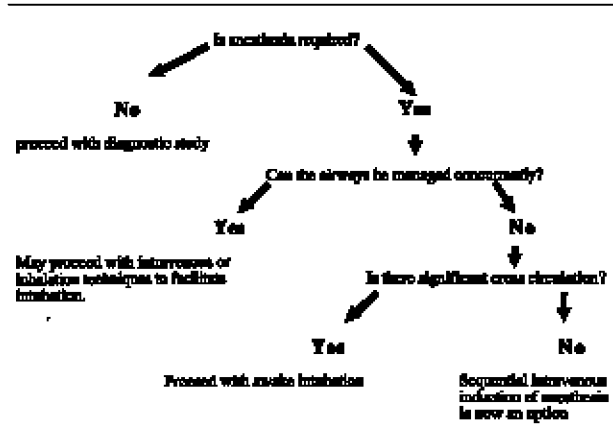 Is anesthesia required?
No
Yes
proceed with diagnostic study
Can the airways be managed concurrently?
Yes
No
May proceed with intravenous or
inhalation techniques to facilitate
intubation.
Is there significant cross circulation?
Yes
No
Proceed with awake intubation
Sequential intravenous
induction of anesthesia
is now an option